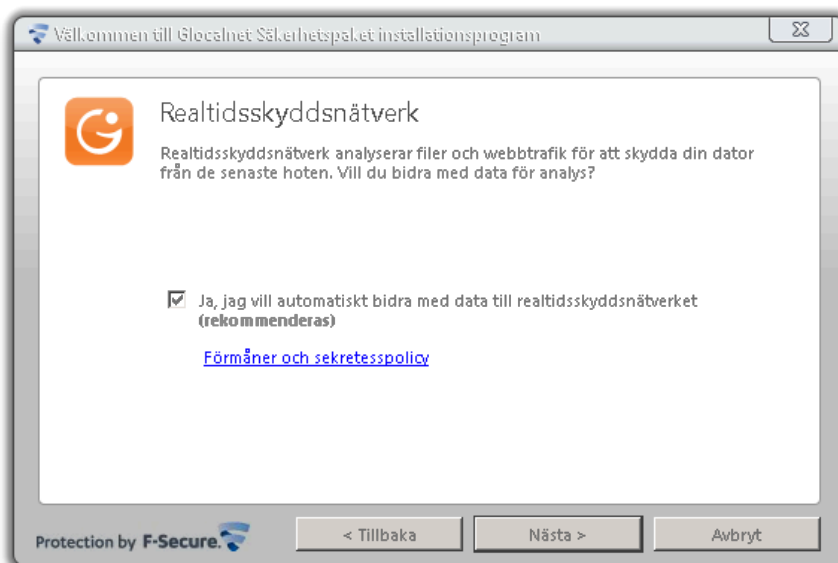 Välkommen till Glocalnet Säkerhetspaket installationsprogram
Realtidsskyddsnätverk
Realtidsskyddsnätverk analyserar filer och webbtrafik för att skydda din dator
från de senaste hoten. Vill du bidra med data för analys?
Ja, jag vill automatiskt bidra med data till realtidsskyddsnätverket
(rekommenderas)
Förmåner och sekretesspolicy
Protection by F-Secure.
< Tillbaka
Nästa >
Avbryt